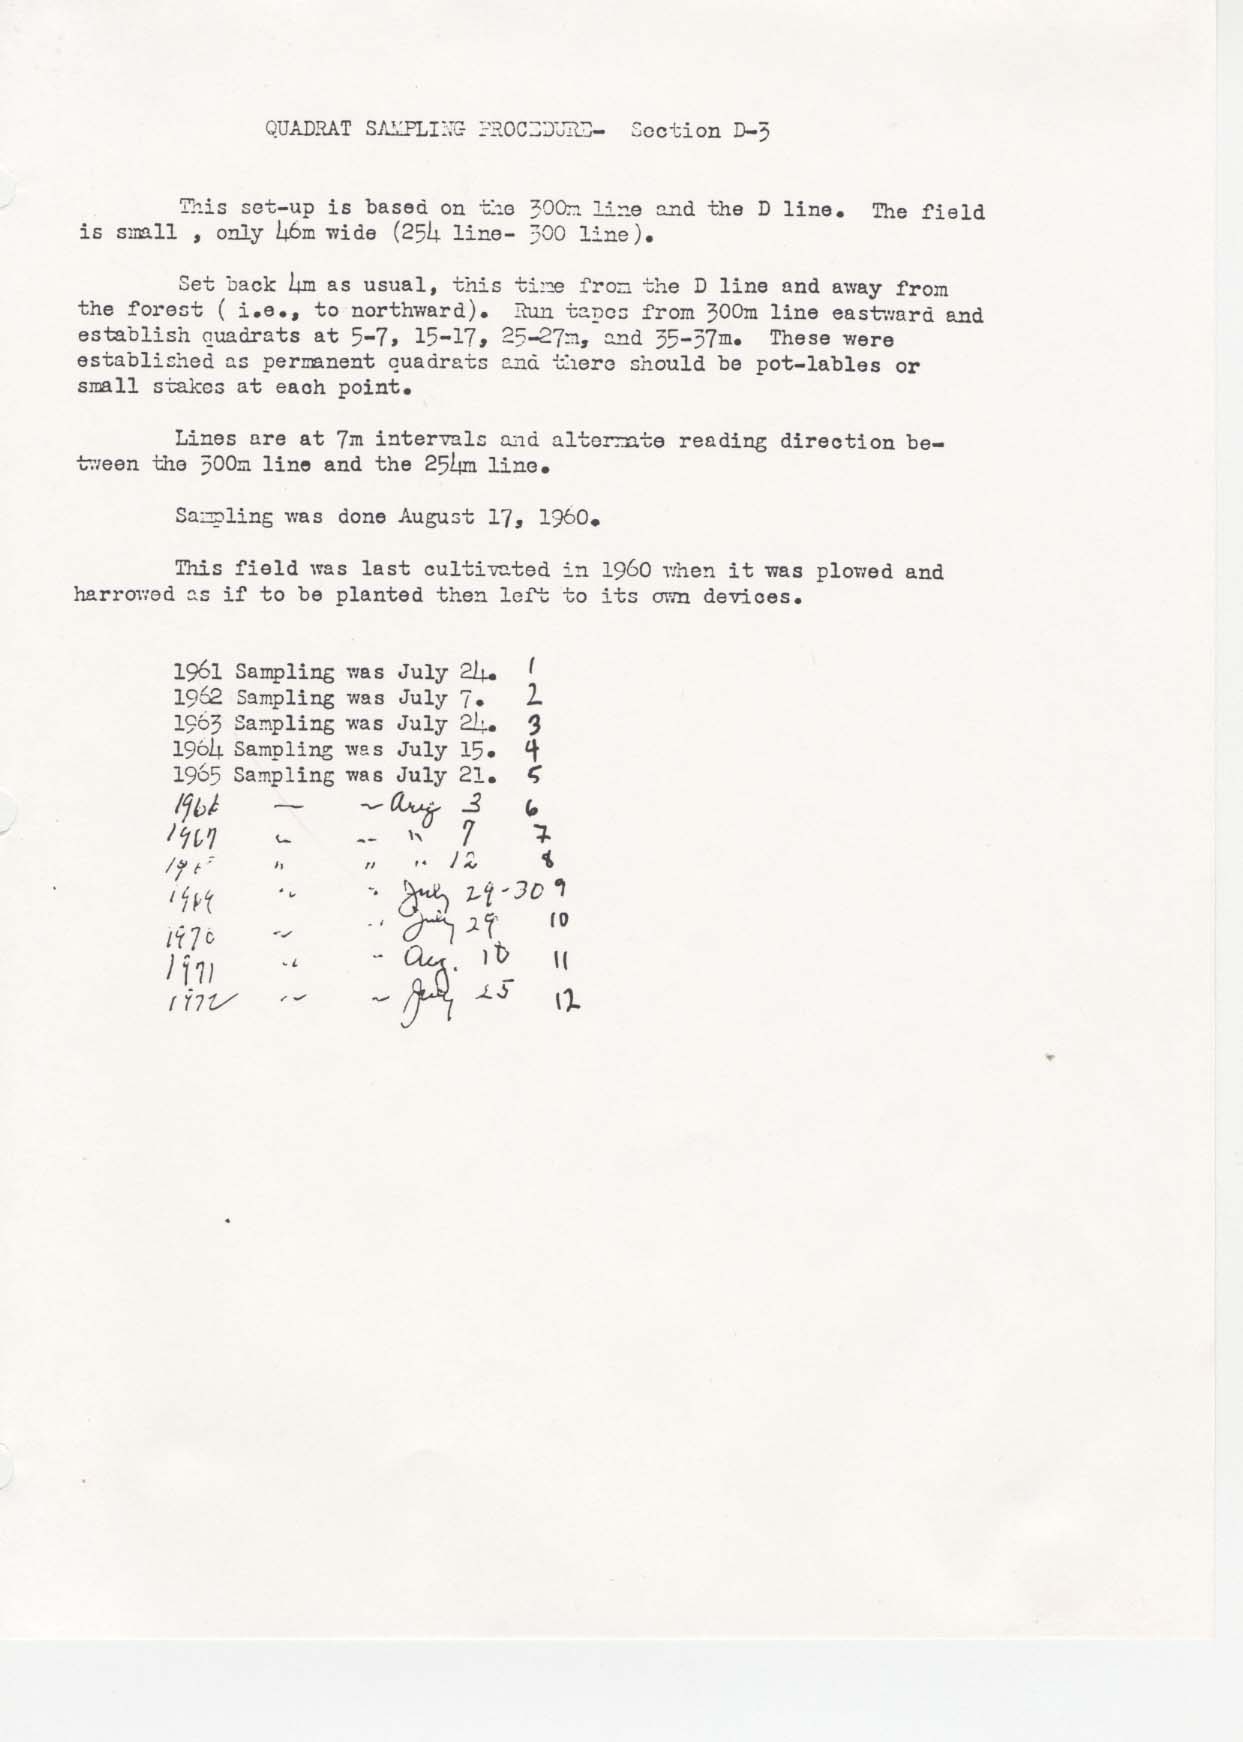 QUADRAT SAMPLING PROCEDURE- Section D-3
This set-up is based on the 300m line and the D line. The field
is small , only 46m wide (254 line- 300 line).
Set back 4m as usual, this time from the D line and away from
the forest ( i.e., to northward). Run tapes from 300m line eastward and
establish quadrats at 5-7, 15-17, 25-27m, and 35-37m. These were
established as permanent quadrats and there should be pot-lables or
small stakes at each point.
Lines are at 7m intervals and alternate reading direction be-
tween the 300m line and the 254m line.
Sampling was done August 17, 1960.
This field was last cultivated in 1960 when it was plowed and
harrowed as if to be planted then left to its own devices.
1961 Sampling was July 24. 1
1962 Sampling was July 7. 2
1963 Sampling was July 24. 3
1964 Sampling was July 15. 4
1965 Sampling was July 21. 5
1966 " " Aug 3 6
1967 " " " 7 7
" " " 12 8
1969 " " July 29-30 9
1970 " " July 29 10
1971 " " Aug. 10 11
1972 " " July 25 12